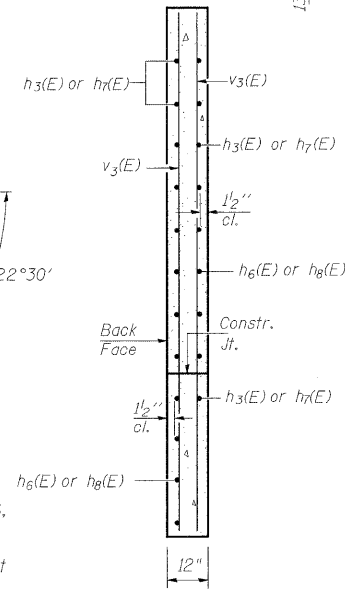 h3(E) or h7(E)
v3(E)
h3(E) or h7(E)
v3(E)
1½"
cl.
22°30'
h6(E) or h8(E)
Back
Face
Constr.
Jt.
h3(E) or h7(E)
1½"
cl.
h6(E) or h8(E)
12"